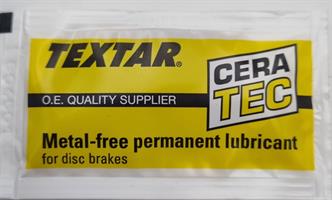 TEXTAR®
CERA
TEC
O.E. QUALITY SUPPLIER
Metal-free permanent lubricant
for disc brakes